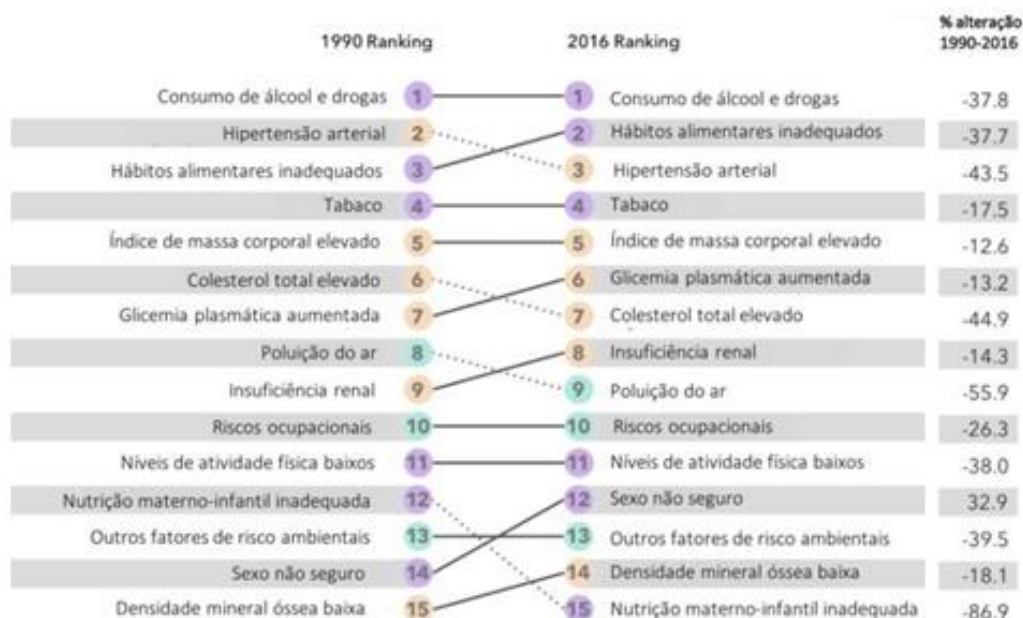 % alteração
1990 Ranking 2016 Ranking 1990-2016
Consumo de álcool e drogas 1 1 Consumo de álcool e drogas -37.8
Hipertensão arterial 2 2 Hábitos alimentares inadequados -37.7
Hábitos alimentares inadequados 3 3 Hipertensão arterial -43.5
Tabaco 4 4 Tabaco -17.5
Índice de massa corporal elevado 5 5 Índice de massa corporal elevado -12.6
Colesterol total elevado 6 6 Glicemia plasmática aumentada -13.2
Glicemia plasmática aumentada 7 7 Colesterol total elevado -44.9
Poluição do ar 8 8 Insuficiência renal -14.3
Insuficiência renal 9 9 Poluição do ar -55.9
Riscos ocupacionais 10 10 Riscos ocupacionais -26.3
Níveis de atividade física baixos 11 11 Níveis de atividade física baixos -38.0
Nutrição materno-infantil inadequada 12 12 Sexo não seguro 32.9
Outros fatores de risco ambientais 13 13 Outros fatores de risco ambientais -39.5
Sexo não seguro 14 14 Densidade mineral óssea baixa -18.1
Densidade mineral óssea baixa 15 15 Nutrição materno-infantil inadequada -86.9